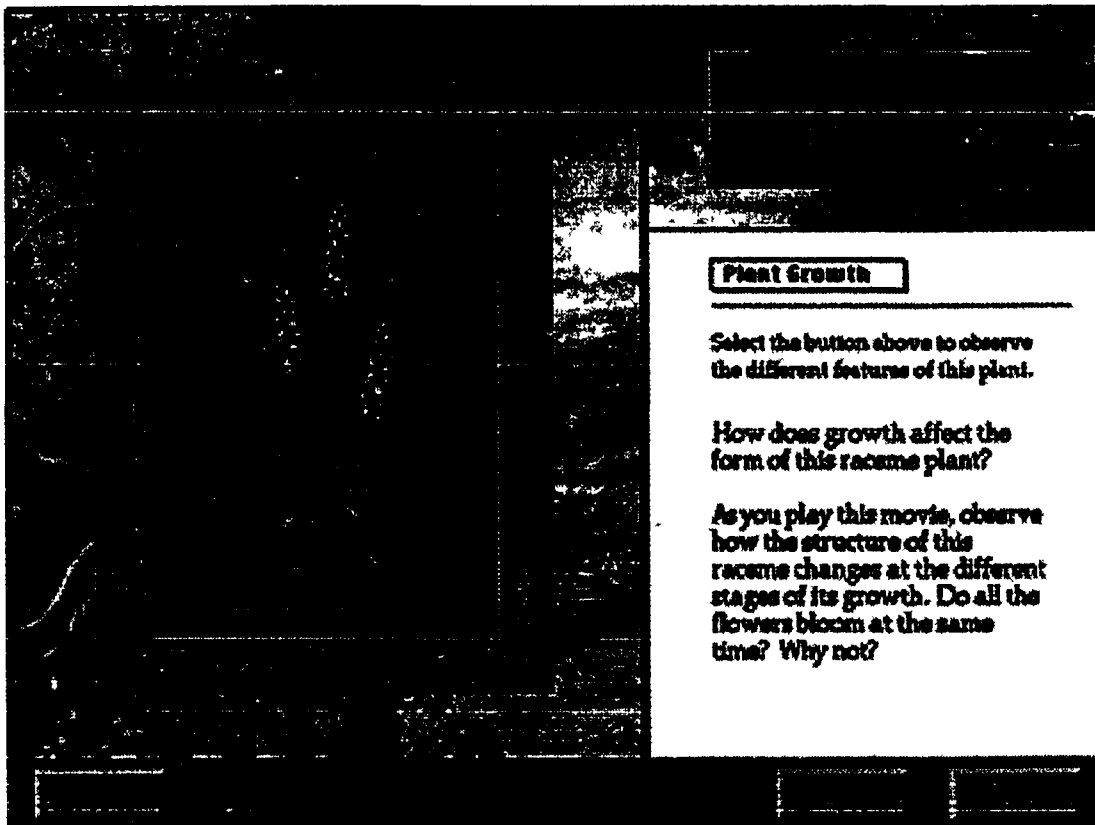 Plant Growth
Select the button above to observe
the different features of this plant.
How does growth affect the
form of this raceme plant?
As you play this movie, observe
how the structure of this
raceme changes at the different
stages of its growth. Do all the
flowers bloom at the same
time? Why not?